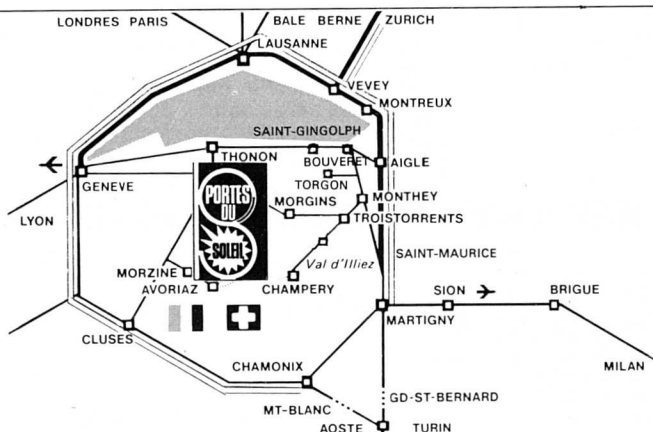 LONDRES PARIS
BALE BERNE ZURICH
LAUSANNE
VEVEY
MONTREUX
SAINT-GINGOLPH
THONON
BOUVERET
AIGLE
TORGON
GENEVE
PORTES
DU
SOLEIL
MORGINS
MONTHEY
TROISTORRENTS
LYON
SAINT-MAURICE
Val d'Illiez
MORZINE
AVORIAZ
CHAMPERY
SION
BRIGUE
MARTIGNY
CLUSES
CHAMONIX
MILAN
MT-BLANC
GD-ST-BERNARD
AOSTE
TURIN